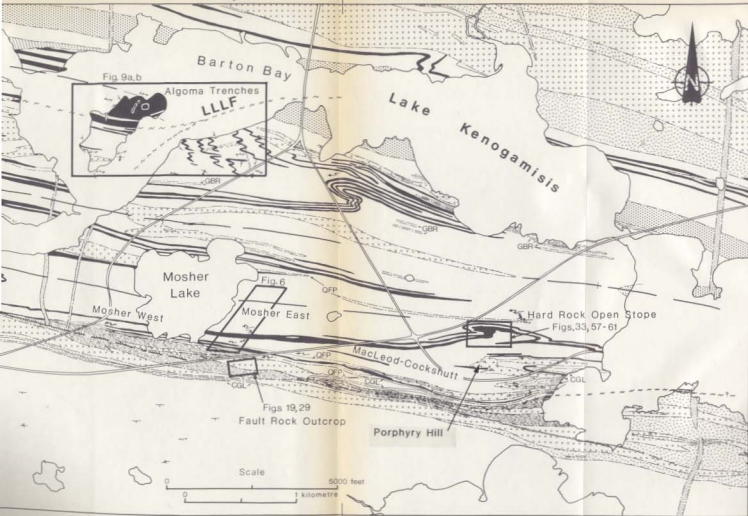 Barton Bay
Fig. 9a,b
Algoma Trenches
LLLF
N
Lake Kenogamisis
GBR
GBR
GBR
Mosher
Lake
Fig. 6
QFP
Mosher East
Mosher West
Hard Rock Open Stope
Figs, 33, 57-61
MacLeod-Cockshutt
QFP
QFP
CGL
CGL
CGL
Figs 19, 29
Fault Rock Outcrop
Porphyry Hill
Scale
0 5000 feet
0 1 kilometre